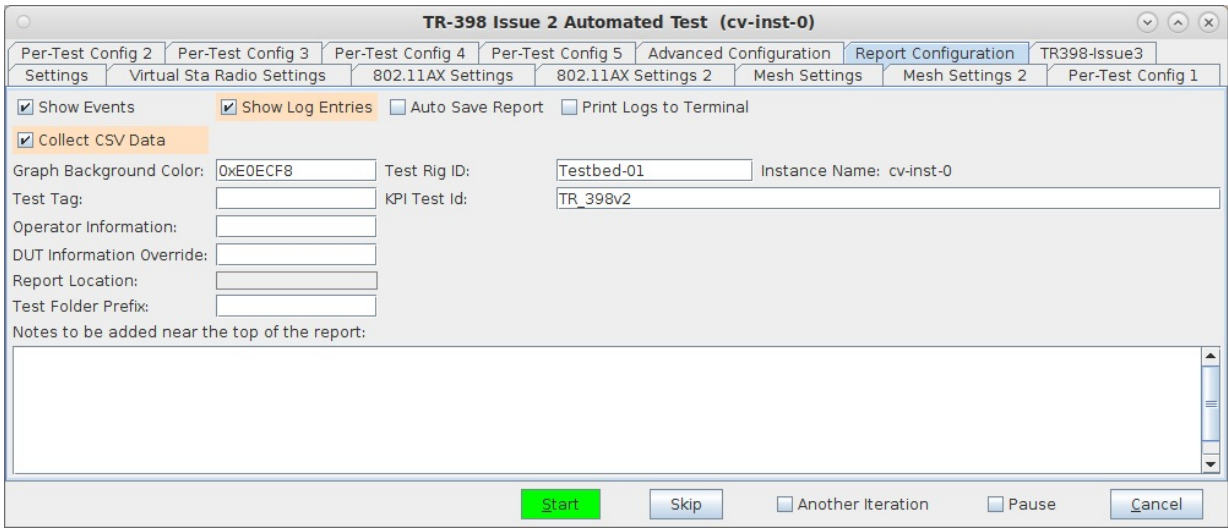 TR-398 Issue 2 Automated Test (cv-inst-0)
Per-Test Config 2 Per-Test Config 3 Per-Test Config 4 Per-Test Config 5 Advanced Configuration Report Configuration TR398-Issue3
Settings Virtual Sta Radio Settings 802.11AX Settings 802.11AX Settings 2 Mesh Settings Mesh Settings 2 Per-Test Config 1
Show Events Show Log Entries Auto Save Report Print Logs to Terminal
Collect CSV Data
Graph Background Color: 0xE0ECF8 Test Rig ID: Testbed-01 Instance Name: cv-inst-0
Test Tag: KPI Test Id: TR_398v2
Operator Information:
DUT Information Override:
Report Location:
Test Folder Prefix:
Notes to be added near the top of the report:
Start Skip Another Iteration Pause Cancel